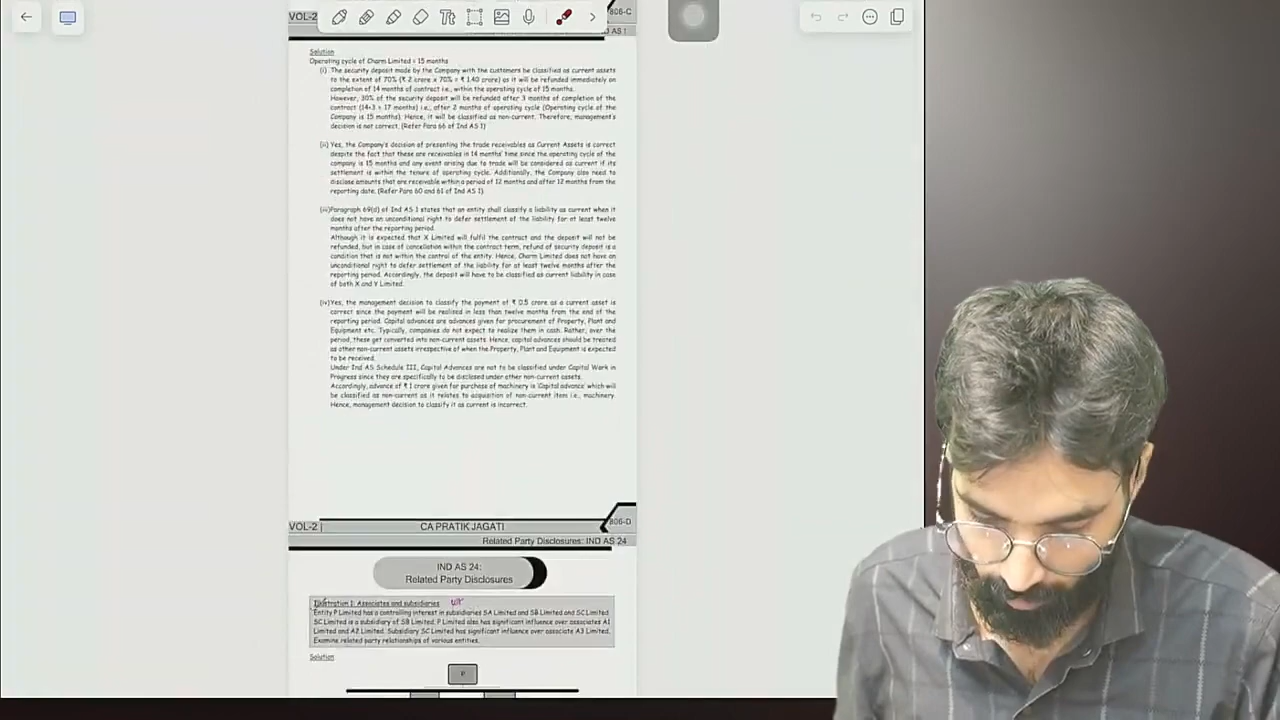 VOL-2
806-C
IND AS 1
Solution
Operating cycle of Charm Limited = 15 months
(i) The security deposit made by the Company with the customers be classified as current assets
to the extent of 70% (₹ 2 crore x 70% = ₹ 1.40 crore) as it will be refunded immediately on
completion of 14 months of contract i.e., within the operating cycle of 15 months.
However, 30% of the security deposit will be refunded after 3 months of completion of the
contract (14+3 = 17 months) i.e., after 2 months of operating cycle (Operating cycle of the
Company is 15 months). Hence, it will be classified as non-current. Therefore, management's
decision is not correct. (Refer Para 66 of Ind AS 1)
(ii) Yes, the Company's decision of presenting the trade receivables as Current Assets is correct
despite the fact that these are receivables in 14 months' time since the operating cycle of the
company is 15 months and any event arising due to trade will be considered as current if its
settlement is within the tenure of operating cycle. Additionally, the Company also need to
disclose amounts that are receivable within a period of 12 months and after 12 months from the
reporting date. (Refer Para 60 and 61 of Ind AS 1)
(iii)Paragraph 69(d) of Ind AS 1 states that an entity shall classify a liability as current when it
does not have an unconditional right to defer settlement of the liability for at least twelve
months after the reporting period.
Although it is expected that X Limited will fulfil the contract and the deposit will not be
refunded, but in case of cancellation within the contract term, refund of security deposit is a
condition that is not within the control of the entity. Hence, Charm Limited does not have an
unconditional right to defer settlement of the liability for at least twelve months after the
reporting period. Accordingly, the deposit will have to be classified as current liability in case
of both X and Y Limited.
(iv)Yes, the management decision to classify the payment of ₹ 0.5 crore as a current asset is
correct since the payment will be realised in less than twelve months from the end of the
reporting period. Capital advances are advances given for procurement of Property, Plant and
Equipment etc. Typically, companies do not expect to realize them in cash. Rather, over the
period, these get converted into non-current assets. Hence, capital advances should be treated
as other non-current assets irrespective of when the Property, Plant and Equipment is expected
to be received.
Under Ind AS Schedule III, Capital Advances are not to be classified under Capital Work in
Progress since they are specifically to be disclosed under other non-current assets.
Accordingly, advance of ₹ 1 crore given for purchase of machinery is 'Capital advance' which will
be classified as non-current as it relates to acquisition of non-current item i.e., machinery.
Hence, management decision to classify it as current is incorrect.
VOL-2 | CA PRATIK JAGATI 806-D
Related Party Disclosures: IND AS 24
IND AS 24:
Related Party Disclosures
Illustration 1: Associates and subsidiaries
Entity P Limited has a controlling interest in subsidiaries SA Limited and SB Limited and SC Limited.
SC Limited is a subsidiary of SB Limited. P Limited also has significant influence over associates A1
Limited and A2 Limited. Subsidiary SC Limited has significant influence over associate A3 Limited.
Examine related party relationships of various entities.
Solution
P